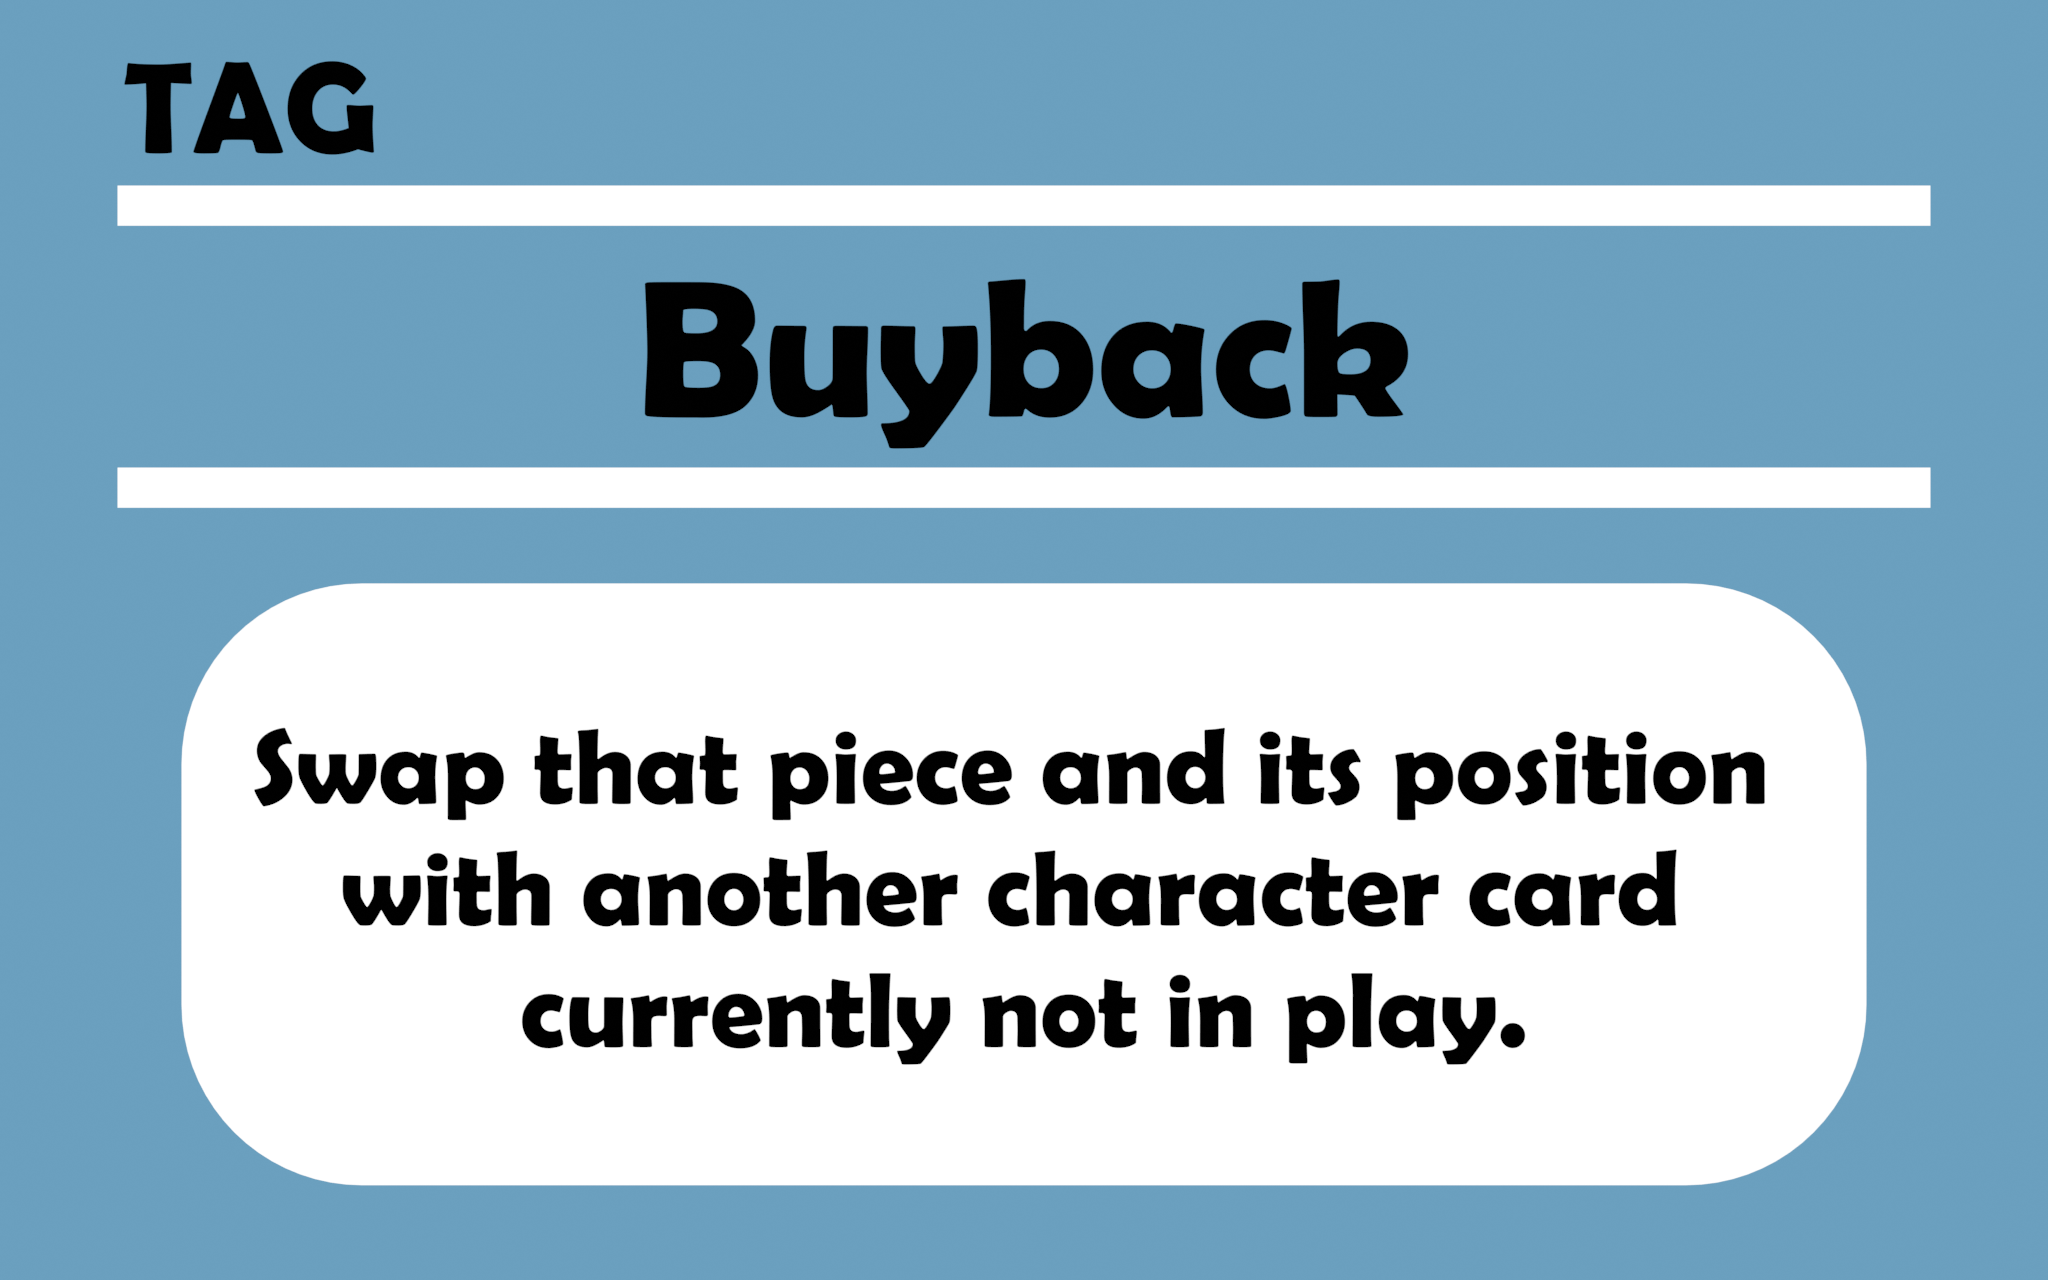 TAG
Buyback
Swap that piece and its position
with another character card
currently not in play.